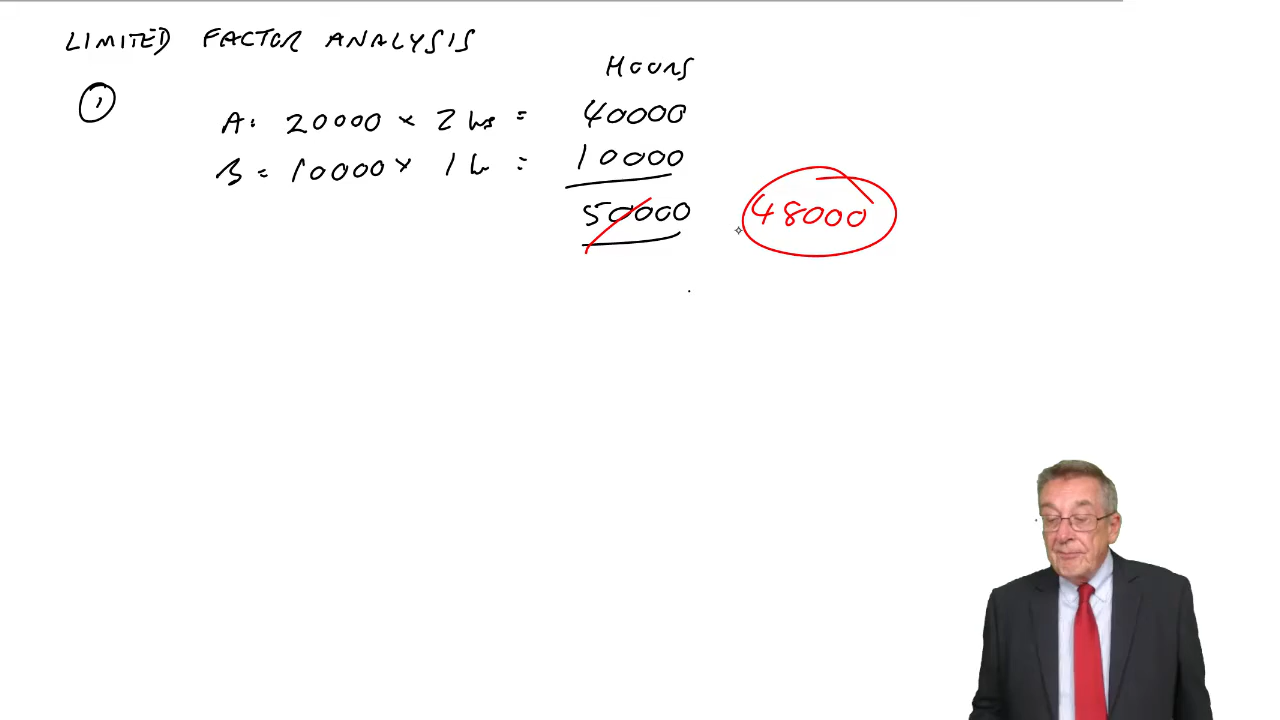 LIMITED FACTOR ANALYSIS
Hours
1
A: 20000 × 2 hrs = 40000
B = 10000 × 1 hr = 10000
50000 48000